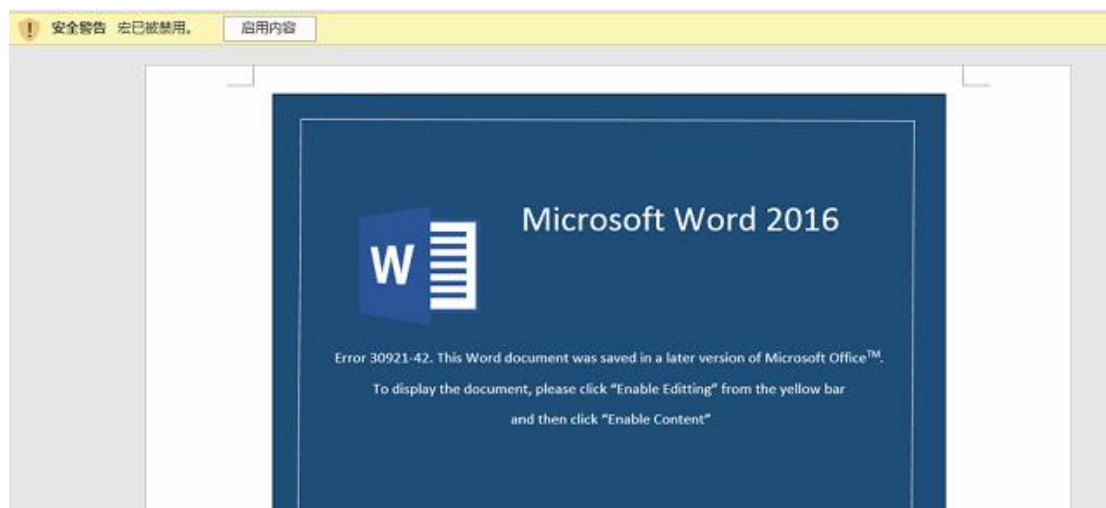 安全警告 宏已被禁用。 启用内容
Microsoft Word 2016
W
Error 30921-42. This Word document was saved in a later version of Microsoft Office™.
To display the document, please click “Enable Editting” from the yellow bar
and then click “Enable Content”